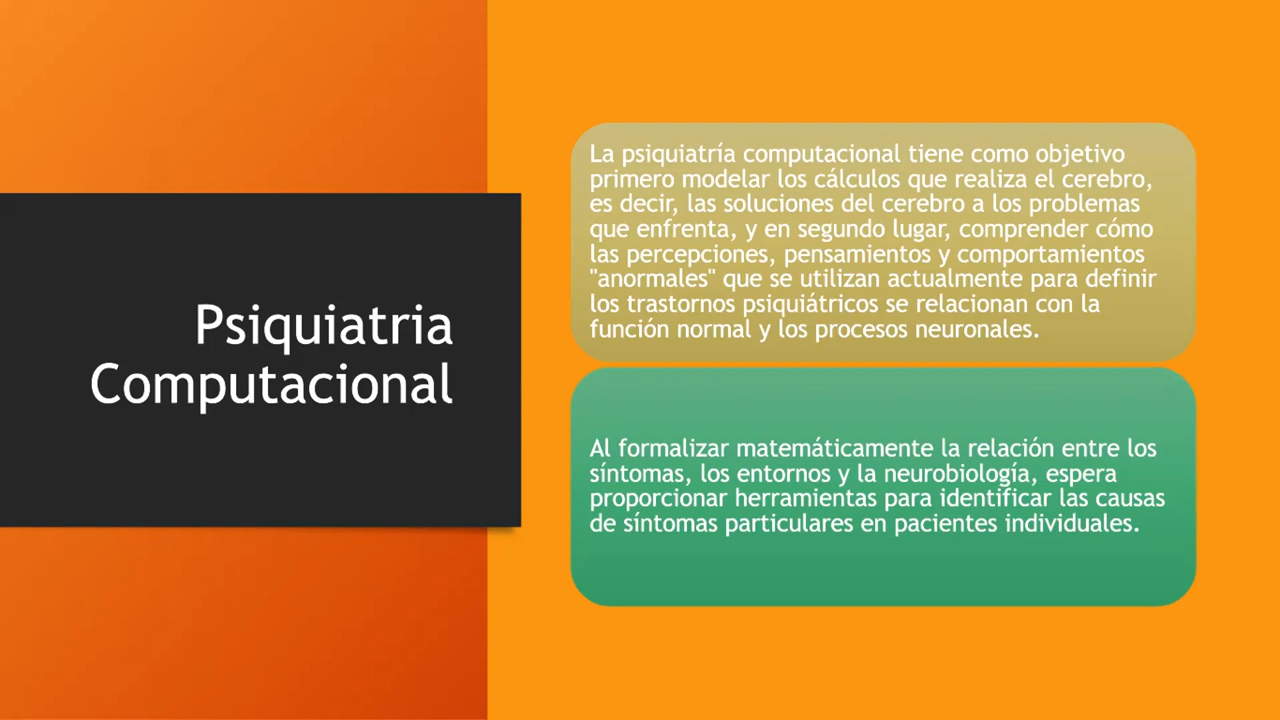 Psiquiatria
Computacional
La psiquiatría computacional tiene como objetivo
primero modelar los cálculos que realiza el cerebro,
es decir, las soluciones del cerebro a los problemas
que enfrenta, y en segundo lugar, comprender cómo
las percepciones, pensamientos y comportamientos
"anormales" que se utilizan actualmente para definir
los trastornos psiquiátricos se relacionan con la
función normal y los procesos neuronales.
Al formalizar matemáticamente la relación entre los
síntomas, los entornos y la neurobiología, espera
proporcionar herramientas para identificar las causas
de síntomas particulares en pacientes individuales.